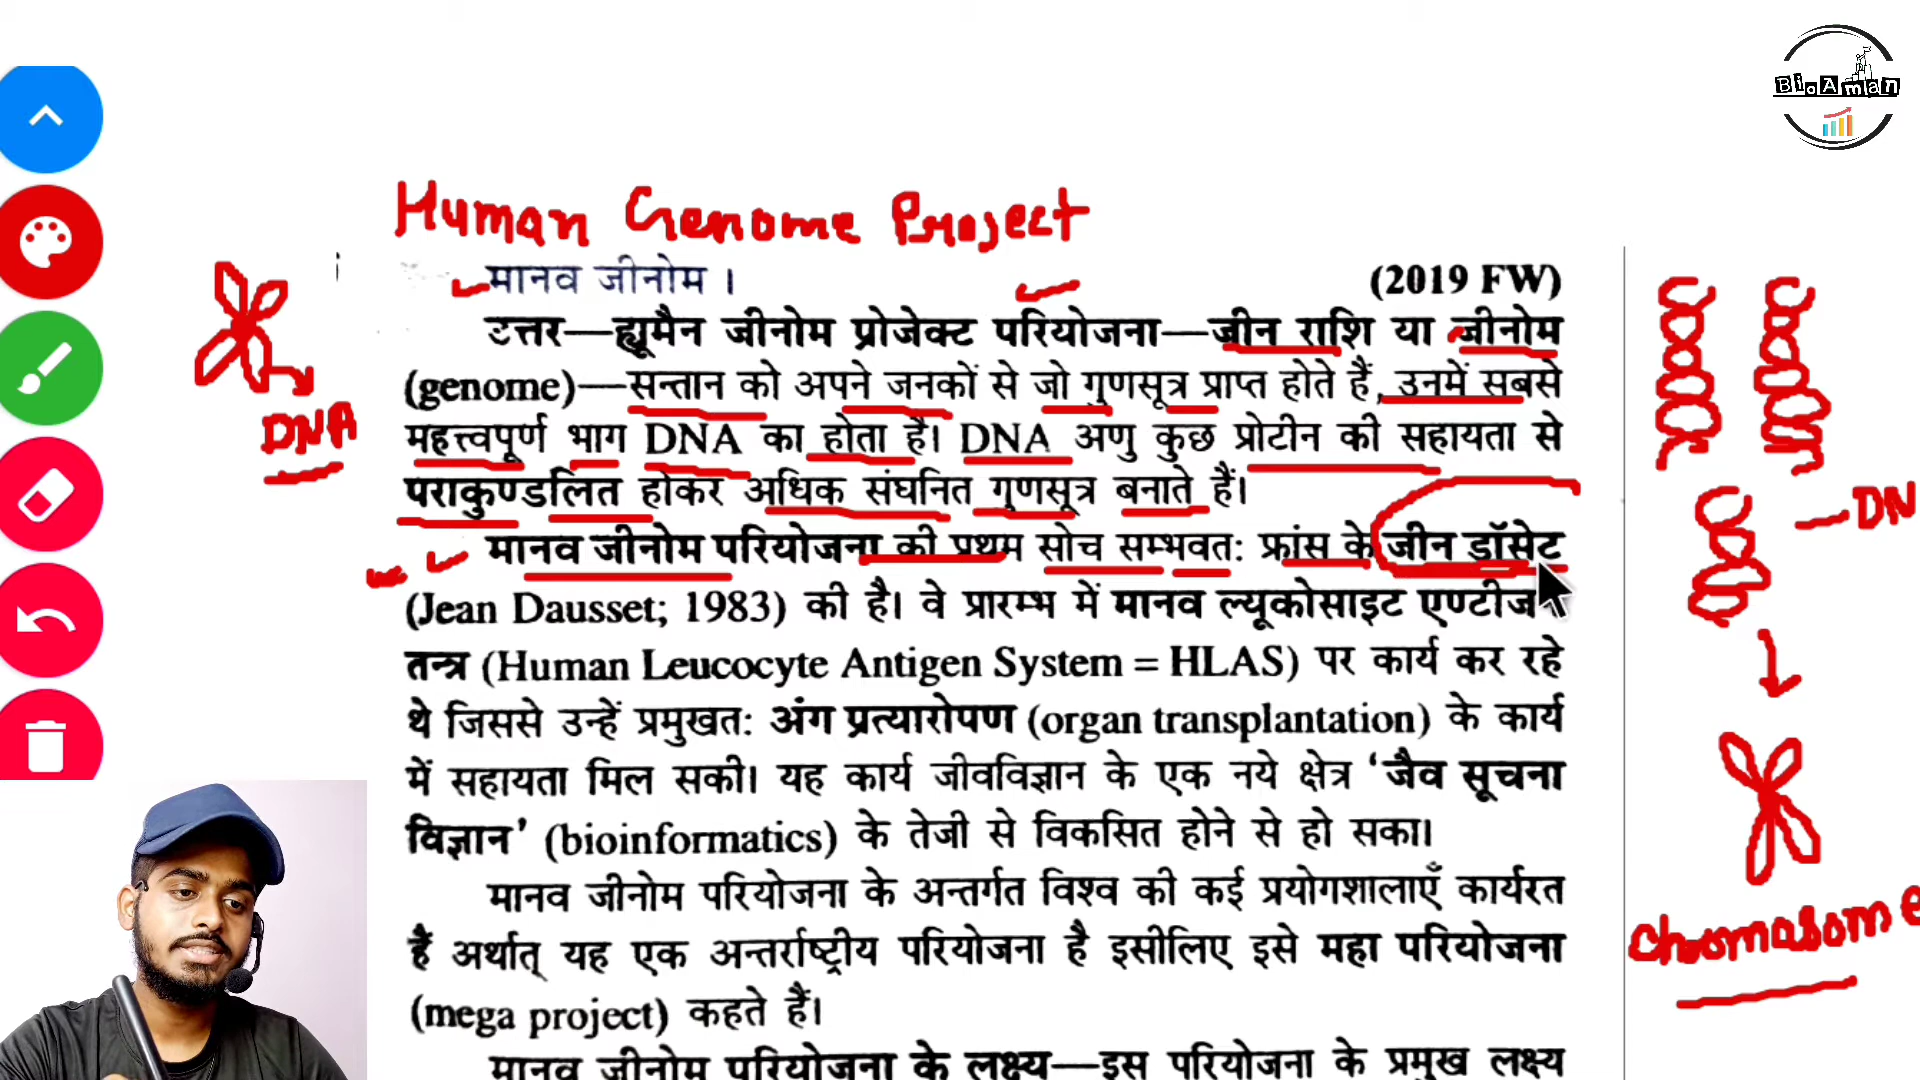 BioAman
Human Genome Project
मानव जीनोम ।
(2019 FW)
उत्तर—ह्यूमैन जीनोम प्रोजेक्ट परियोजना—जीन राशि या जीनोम
(genome)—सन्तान को अपने जनकों से जो गुणसूत्र प्राप्त होते हैं, उनमें सबसे
महत्त्वपूर्ण भाग DNA का होता है। DNA अणु कुछ प्रोटीन की सहायता से
पराकुण्डलित होकर अधिक संघनित गुणसूत्र बनाते हैं।
मानव जीनोम परियोजना की प्रथम सोच सम्भवतः फ्रांस के जीन डॉसेट
(Jean Dausset; 1983) की है। वे प्रारम्भ में मानव ल्यूकोसाइट एण्टीज
तन्त्र (Human Leucocyte Antigen System = HLAS) पर कार्य कर रहे
थे जिससे उन्हें प्रमुखतः अंग प्रत्यारोपण (organ transplantation) के कार्य
में सहायता मिल सकी। यह कार्य जीवविज्ञान के एक नये क्षेत्र ‘जैव सूचना
विज्ञान’ (bioinformatics) के तेजी से विकसित होने से हो सका।
मानव जीनोम परियोजना के अन्तर्गत विश्व की कई प्रयोगशालाएँ कार्यरत
हैं अर्थात् यह एक अन्तर्राष्ट्रीय परियोजना है इसीलिए इसे महा परियोजना
(mega project) कहते हैं।
मानव जीनोम परियोजना के लक्ष्य—इस परियोजना के प्रमुख लक्ष्य
DNA
DN
Chromosome